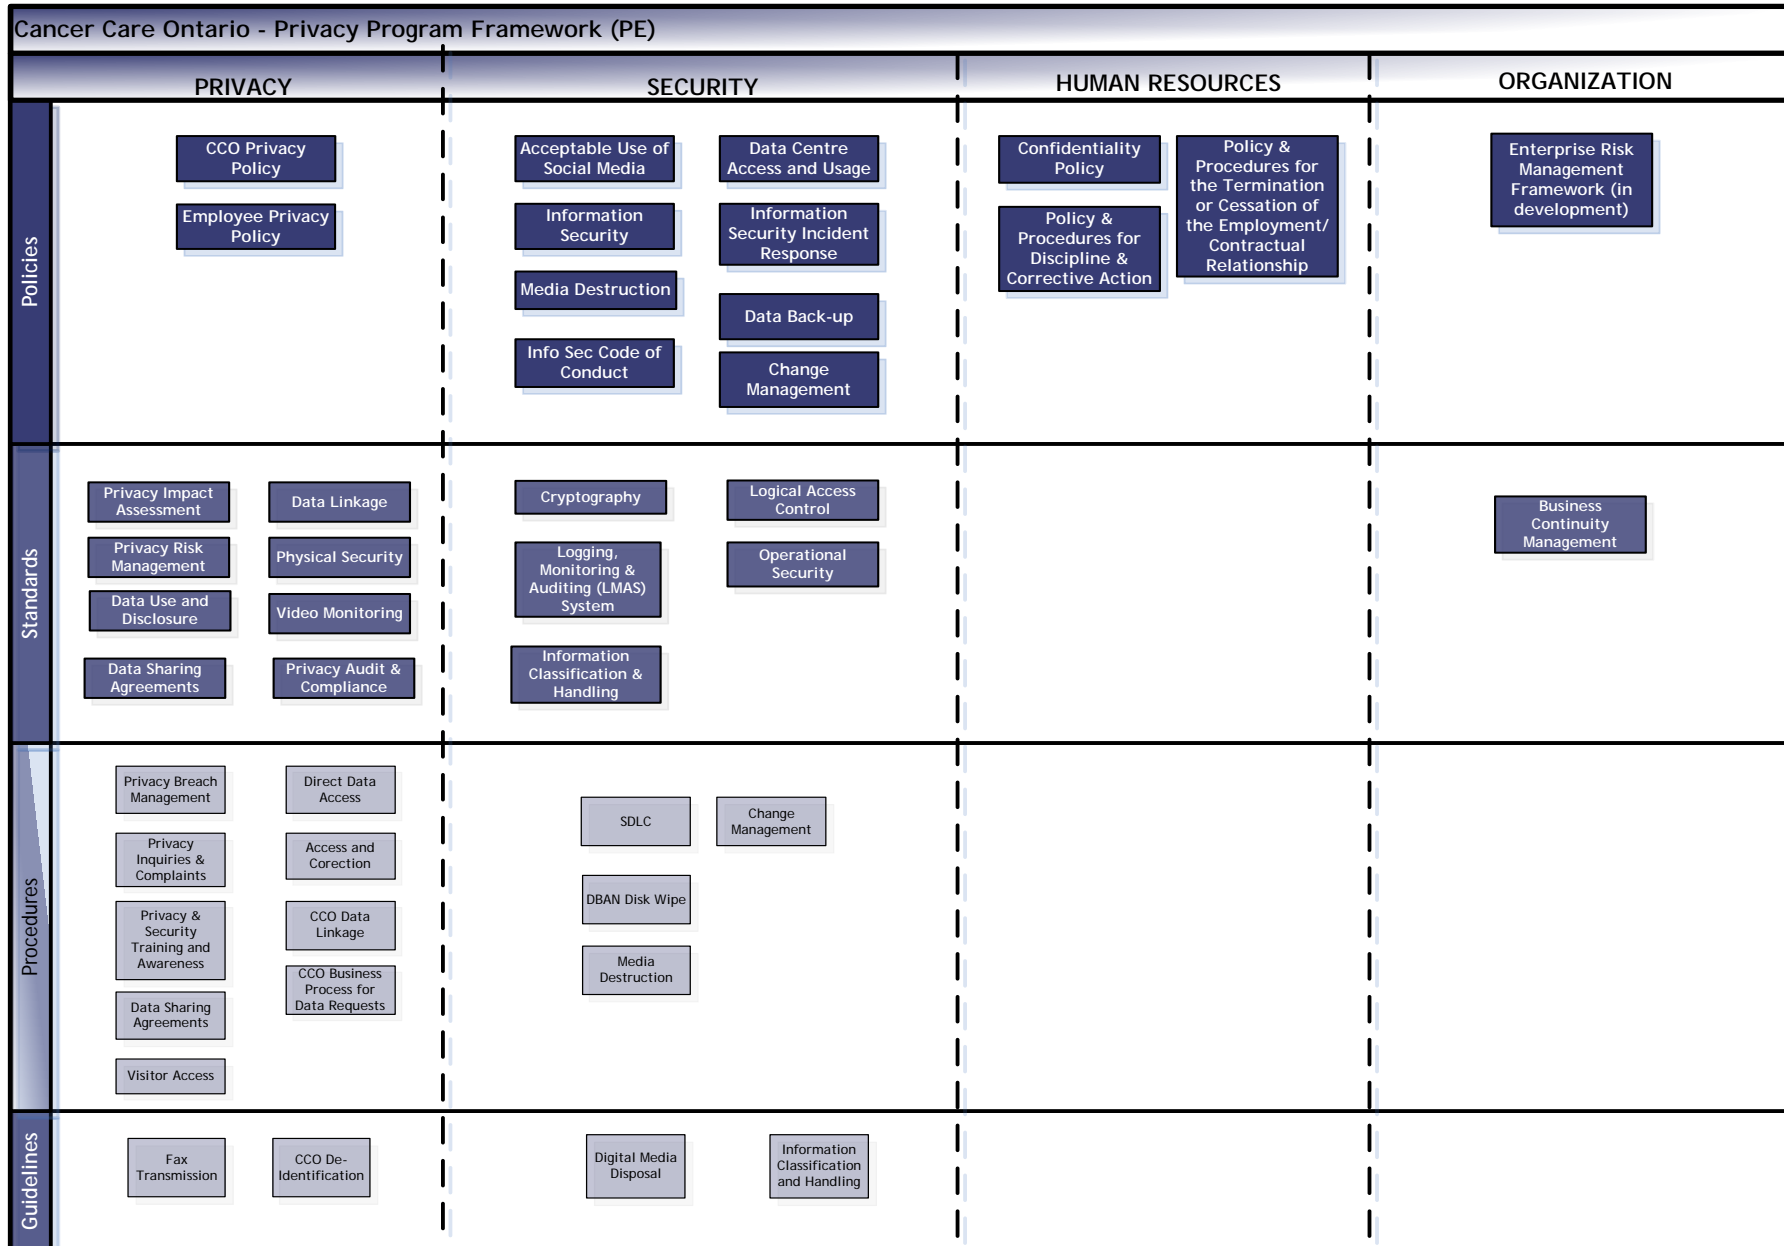 Cancer Care Ontario - Privacy Program Framework (PE)
PRIVACY
SECURITY
HUMAN RESOURCES
ORGANIZATION
Policies
CCO Privacy
Policy
Employee Privacy
Policy
Acceptable Use of
Social Media
Data Centre
Access and Usage
Information
Security
Information
Security Incident
Response
Media Destruction
Data Back-up
Info Sec Code of
Conduct
Change
Management
Confidentiality
Policy
Policy &
Procedures for
Discipline &
Corrective Action
Policy &
Procedures for
the Termination
or Cessation of
the Employment/
Contractual
Relationship
Enterprise Risk
Management
Framework (in
development)
Standards
Privacy Impact
Assessment
Data Linkage
Privacy Risk
Management
Physical Security
Data Use and
Disclosure
Video Monitoring
Data Sharing
Agreements
Privacy Audit &
Compliance
Cryptography
Logical Access
Control
Logging,
Monitoring &
Auditing (LMAS)
System
Operational
Security
Information
Classification &
Handling
Business
Continuity
Management
Procedures
Privacy Breach
Management
Direct Data
Access
Privacy
Inquiries &
Complaints
Access and
Corection
Privacy &
Security
Training and
Awareness
CCO Data
Linkage
CCO Business
Process for
Data Requests
Data Sharing
Agreements
Visitor Access
SDLC
Change
Management
DBAN Disk Wipe
Media
Destruction
Guidelines
Fax
Transmission
CCO De-
Identification
Digital Media
Disposal
Information
Classification
and Handling